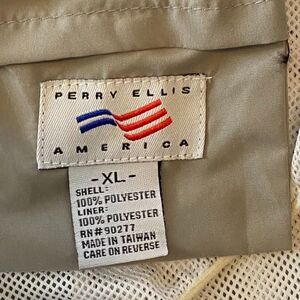 PERRY ELLIS
AMERICA
-XL-
SHELL:
100% POLYESTER
LINER:
100% POLYESTER
RN#90277
MADE IN TAIWAN
CARE ON REVERSE